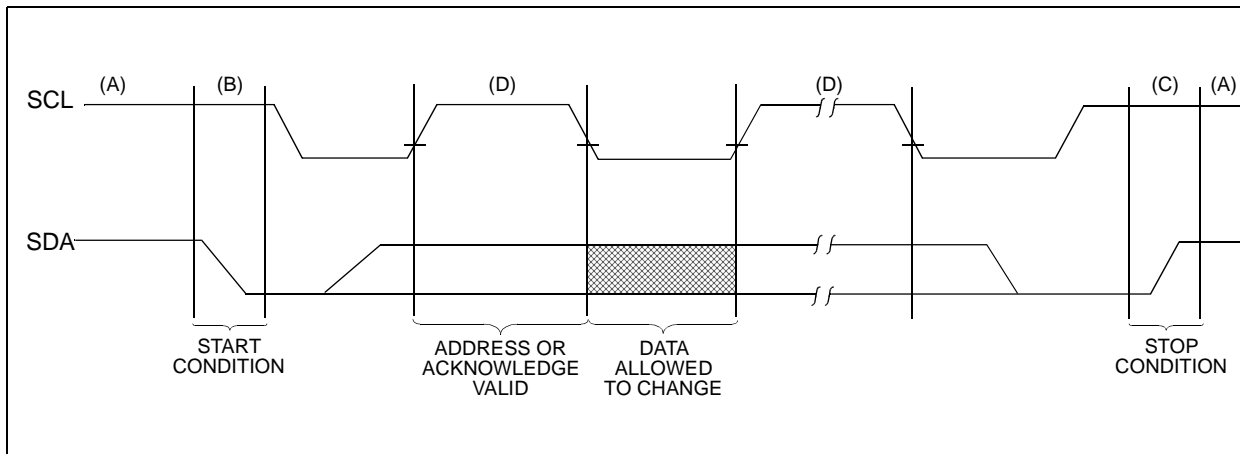 (A)
(B)
(D)
(D)
(C)
(A)
SCL
SDA
START
CONDITION
ADDRESS OR
ACKNOWLEDGE
VALID
DATA
ALLOWED
TO CHANGE
STOP
CONDITION